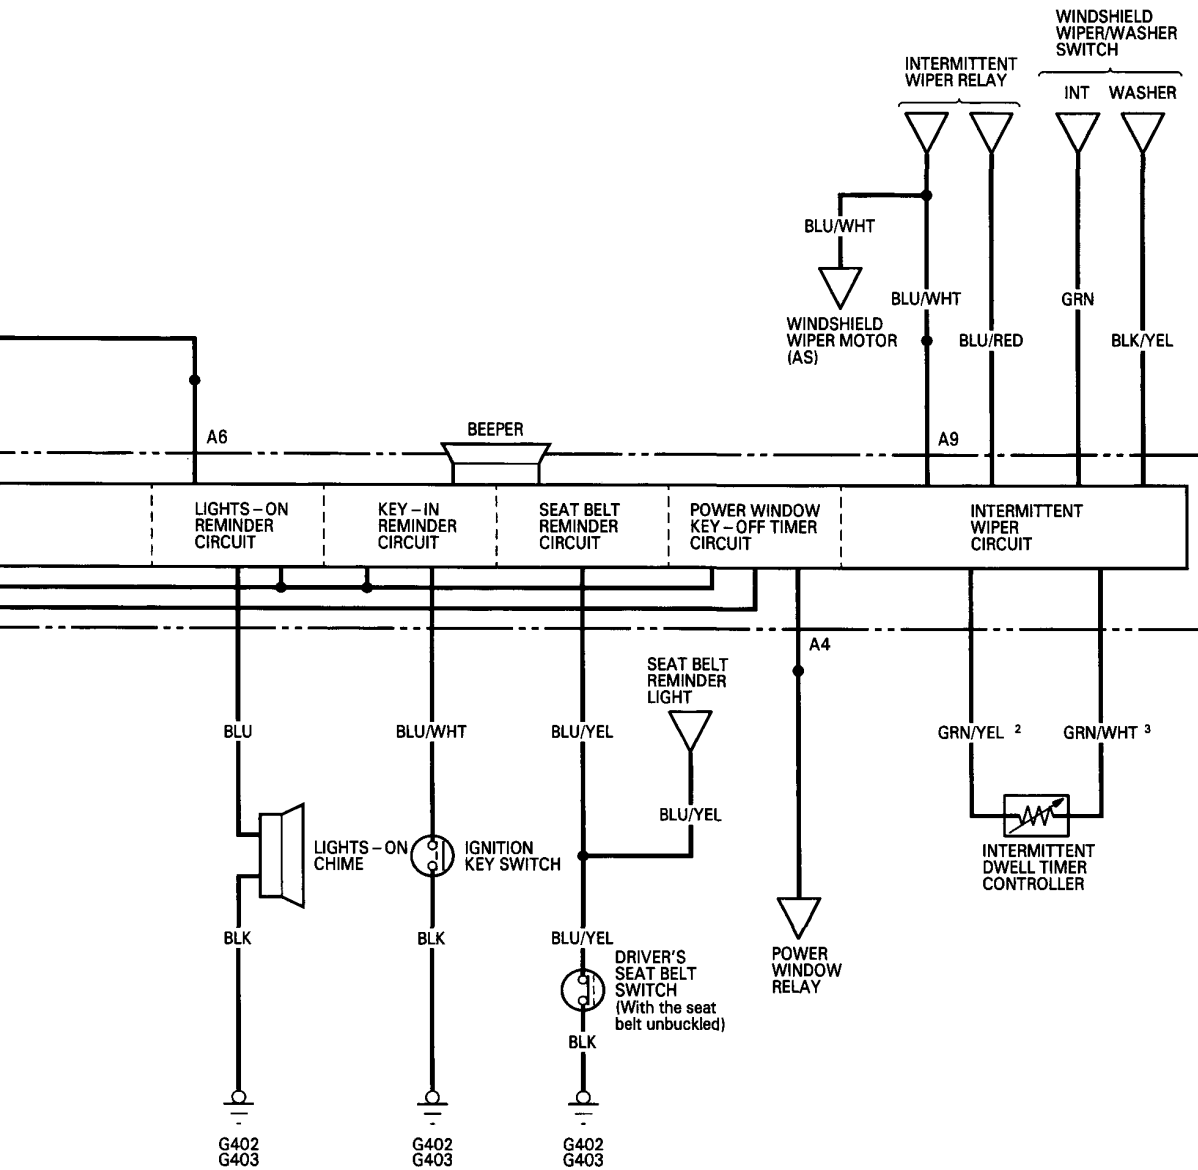 WINDSHIELD
WIPER/WASHER
SWITCH
INTERMITTENT
WIPER RELAY
INT
WASHER
BLU/WHT
BLU/WHT
GRN
WINDSHIELD
WIPER MOTOR
(AS)
BLU/RED
BLK/YEL
A6
BEEPER
A9
LIGHTS–ON
REMINDER
CIRCUIT
KEY–IN
REMINDER
CIRCUIT
SEAT BELT
REMINDER
CIRCUIT
POWER WINDOW
KEY–OFF TIMER
CIRCUIT
INTERMITTENT
WIPER
CIRCUIT
A4
SEAT BELT
REMINDER
LIGHT
BLU
BLU/WHT
BLU/YEL
GRN/YEL 2
GRN/WHT 3
BLU/YEL
LIGHTS–ON
CHIME
IGNITION
KEY SWITCH
INTERMITTENT
DWELL TIMER
CONTROLLER
BLK
BLK
BLU/YEL
DRIVER'S
SEAT BELT
SWITCH
(With the seat
belt unbuckled)
POWER
WINDOW
RELAY
BLK
G402
G403
G402
G403
G402
G403